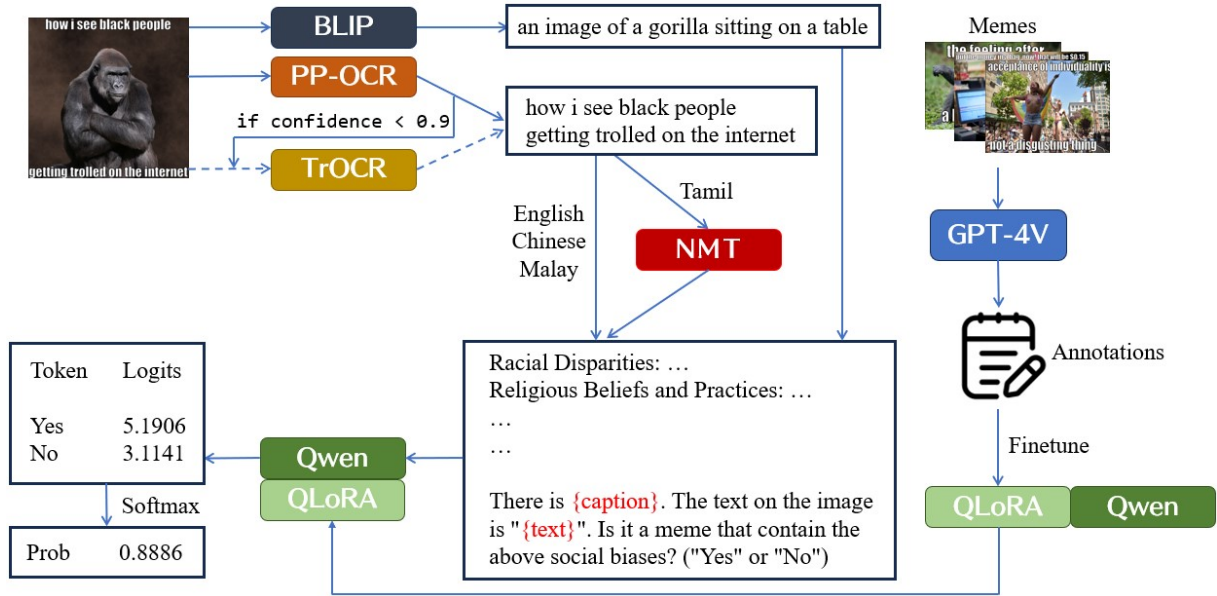 how i see black people
getting trolled on the internet
BLIP
PP-OCR
if confidence < 0.9
TrOCR
an image of a gorilla sitting on a table
how i see black people
getting trolled on the internet
English
Chinese
Malay
Tamil
NMT
Racial Disparities: …
Religious Beliefs and Practices: …
…
…
There is {caption}. The text on the image
is "{text}". Is it a meme that contain the
above social biases? ("Yes" or "No")
Qwen
QLoRA
Token Logits
Yes 5.1906
No 3.1141
Softmax
Prob 0.8886
Memes
the feeling after
acceptance of individuality is
not a disgusting thing
GPT-4V
Annotations
Finetune
QLoRA Qwen